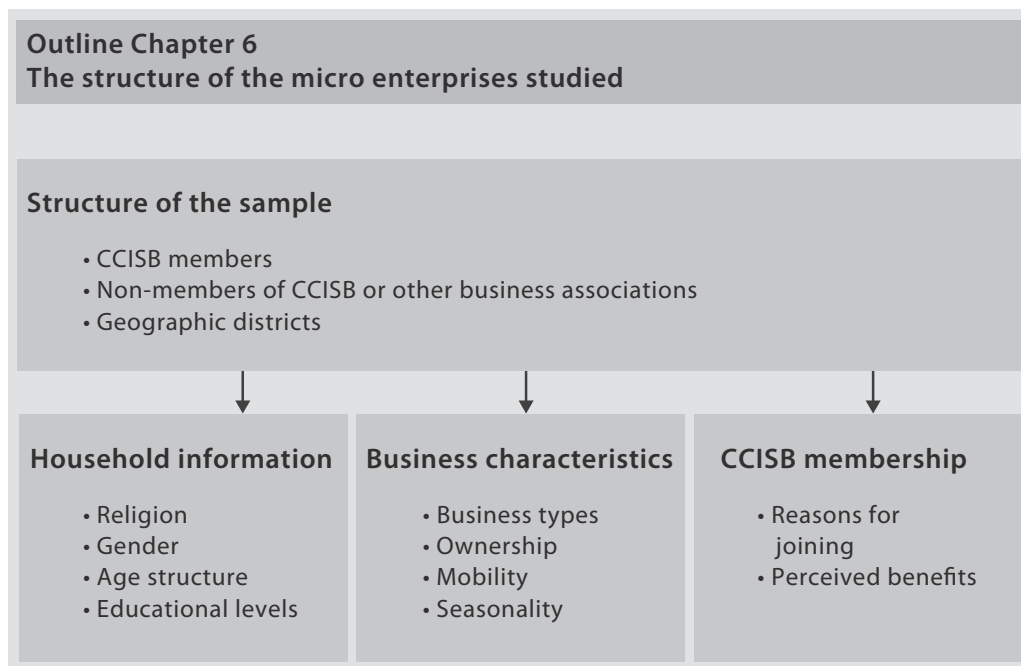 Outline Chapter 6
The structure of the micro enterprises studied
Structure of the sample
• CCISB members
• Non-members of CCISB or other business associations
• Geographic districts
Household information
• Religion
• Gender
• Age structure
• Educational levels
Business characteristics
• Business types
• Ownership
• Mobility
• Seasonality
CCISB membership
• Reasons for
joining
• Perceived benefits